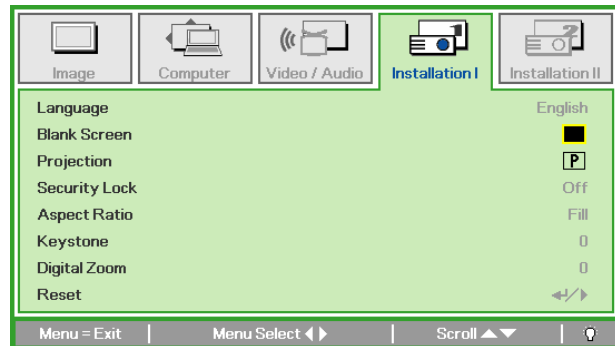 Image Computer Video / Audio Installation I Installation II
Language English
Blank Screen
Projection P
Security Lock Off
Aspect Ratio Fill
Keystone 0
Digital Zoom 0
Reset
Menu = Exit Menu Select Scroll